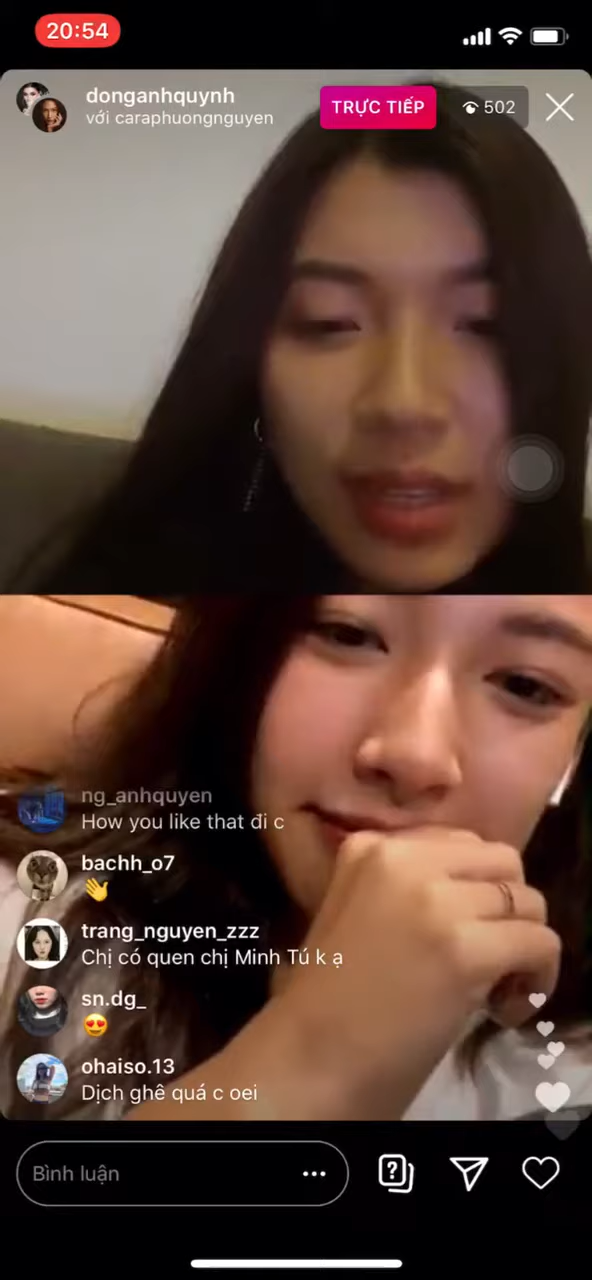 20:54
donganhquynh
với caraphuongnguyen
TRỰC TIẾP
502
ng_anhquyen
How you like that đi c
bachh_o7
👋
trang_nguyen_zzz
Chị có quen chị Minh Tú k ạ
sn.dg_
😍
ohaiso.13
Dịch ghê quá c oei
Bình luận